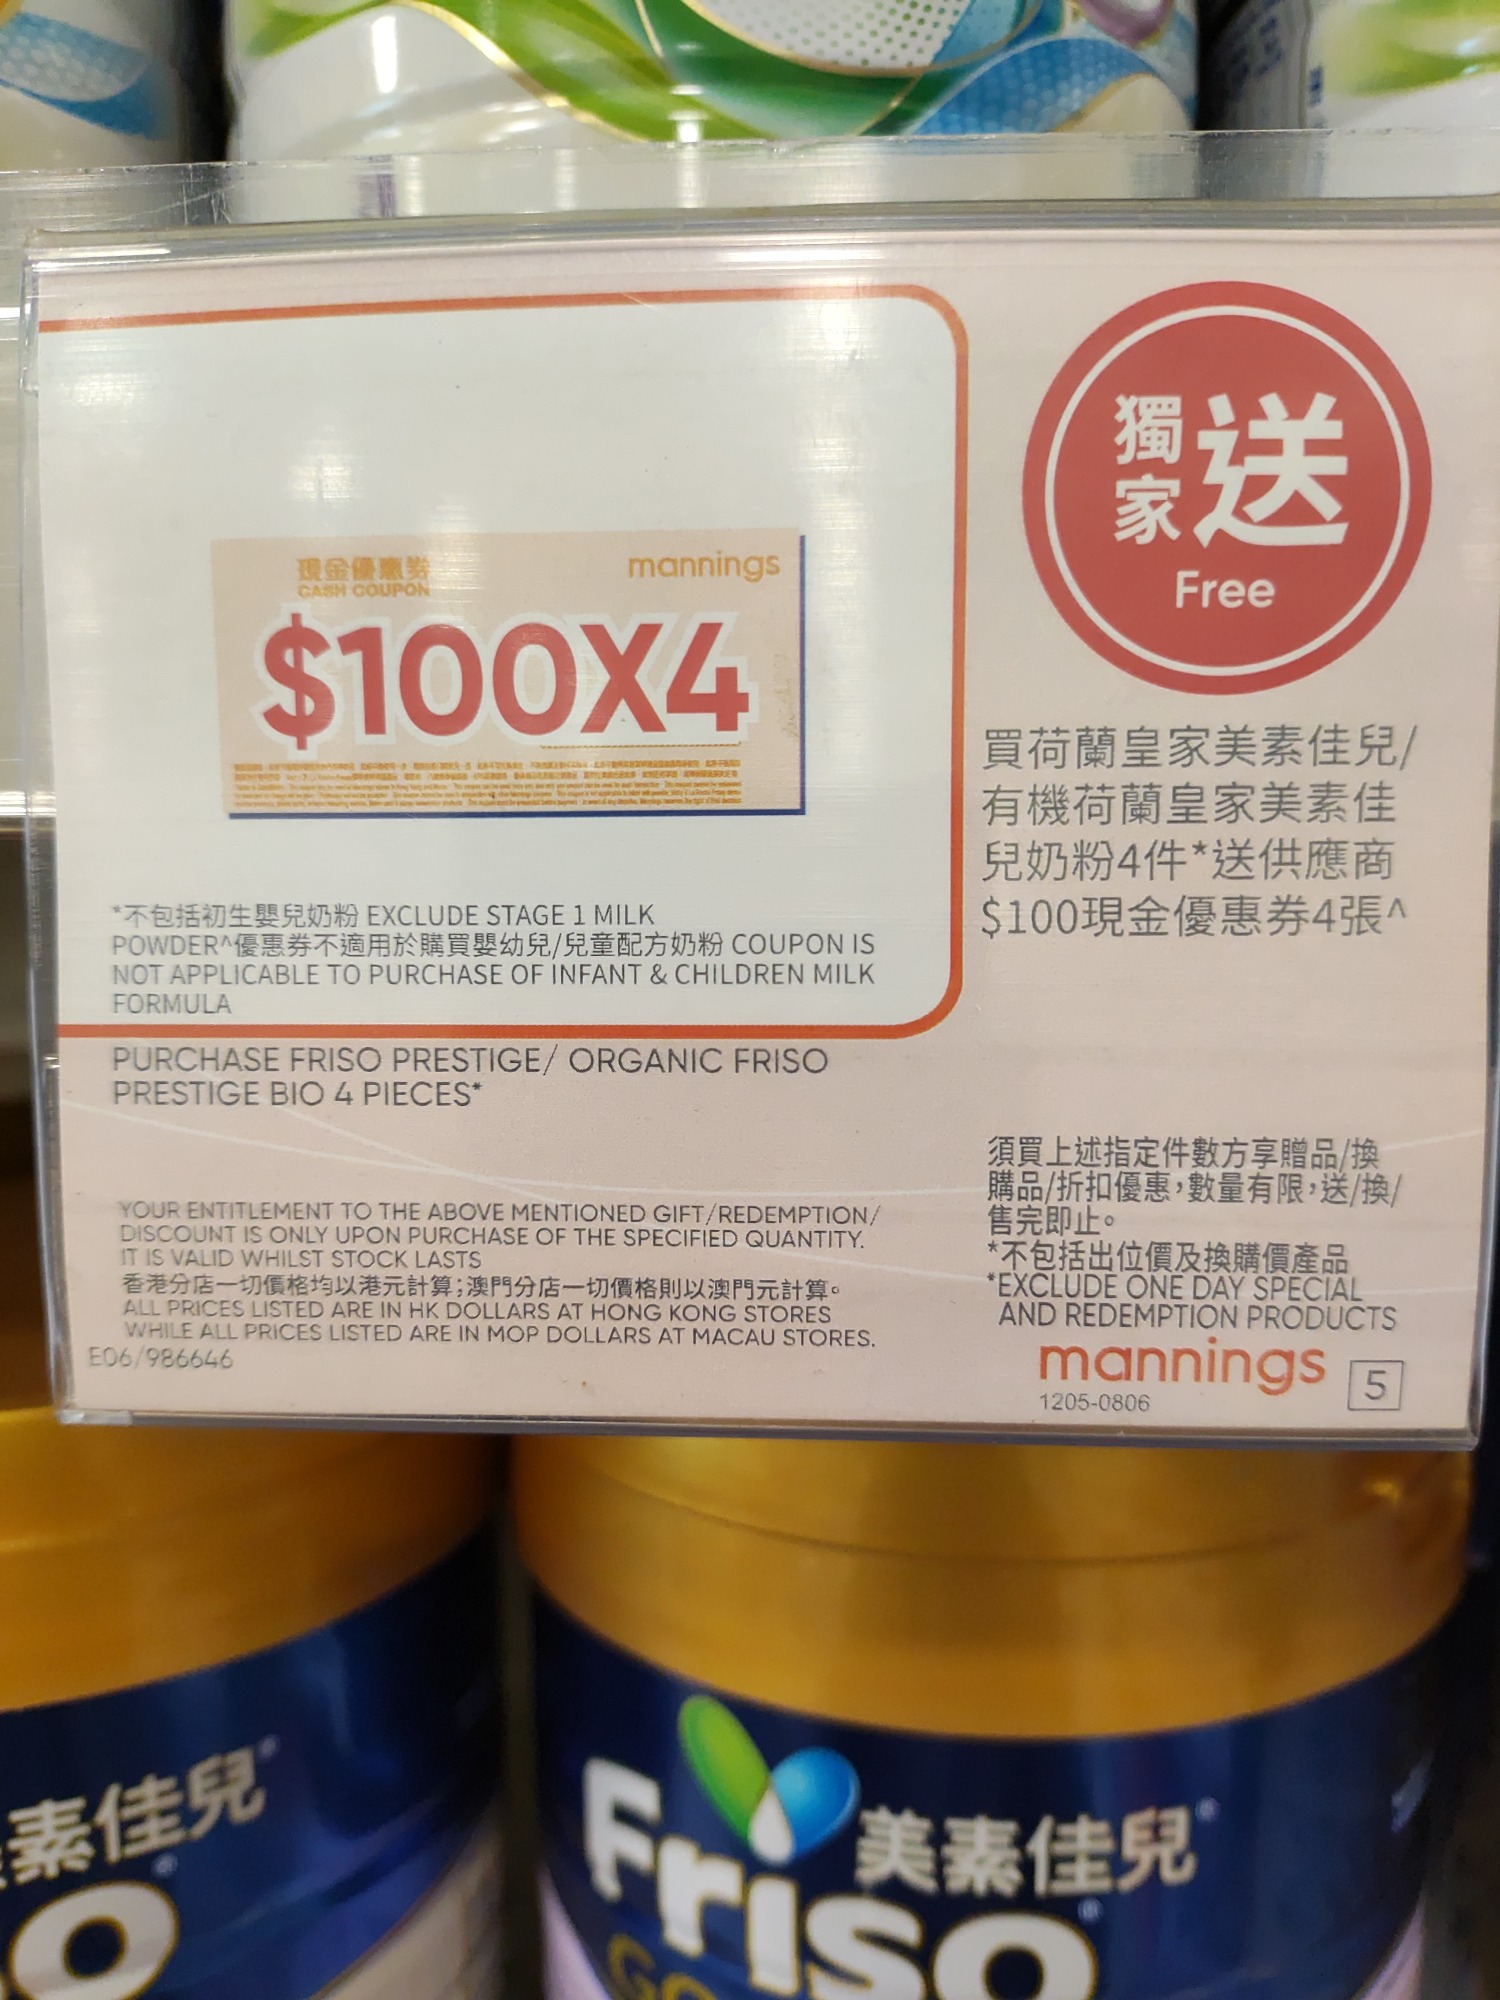 獨家送
Free
現金優惠券
CASH COUPON
mannings
$100X4
買荷蘭皇家美素佳兒/
有機荷蘭皇家美素佳
兒奶粉4件*送供應商
$100現金優惠券4張^
*不包括初生嬰兒奶粉 EXCLUDE STAGE 1 MILK
POWDER^優惠券不適用於購買嬰幼兒/兒童配方奶粉 COUPON IS
NOT APPLICABLE TO PURCHASE OF INFANT & CHILDREN MILK
FORMULA
PURCHASE FRISO PRESTIGE/ ORGANIC FRISO
PRESTIGE BIO 4 PIECES*
YOUR ENTITLEMENT TO THE ABOVE MENTIONED GIFT/REDEMPTION/
DISCOUNT IS ONLY UPON PURCHASE OF THE SPECIFIED QUANTITY.
IT IS VALID WHILST STOCK LASTS
香港分店一切價格均以港元計算;澳門分店一切價格則以澳門元計算。
ALL PRICES LISTED ARE IN HK DOLLARS AT HONG KONG STORES
WHILE ALL PRICES LISTED ARE IN MOP DOLLARS AT MACAU STORES.
E06/986646
須買上述指定件數方享贈品/換
購品/折扣優惠,數量有限,送/換/
售完即止。
*不包括出位價及換購價產品
*EXCLUDE ONE DAY SPECIAL
AND REDEMPTION PRODUCTS
mannings
5
1205-0806
素佳兒
so
Friso
美素佳兒